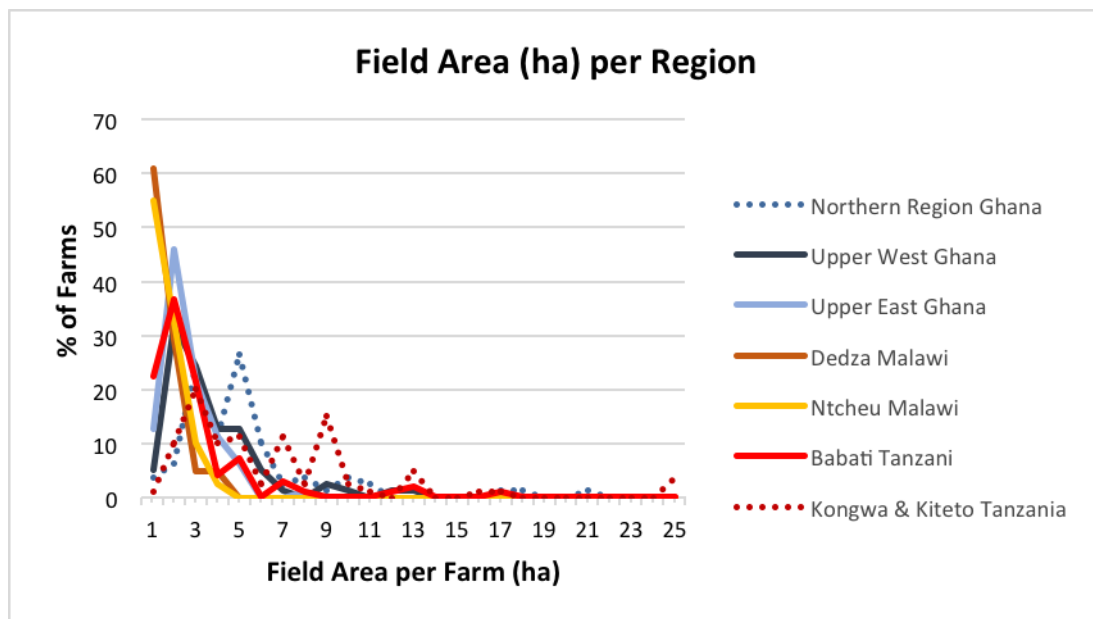 Field Area (ha) per Region
% of Farms
70
60
50
40
30
20
10
0
1 3 5 7 9 11 13 15 17 19 21 23 25
Field Area per Farm (ha)
Northern Region Ghana
Upper West Ghana
Upper East Ghana
Dedza Malawi
Ntcheu Malawi
Babati Tanzani
Kongwa & Kiteto Tanzania